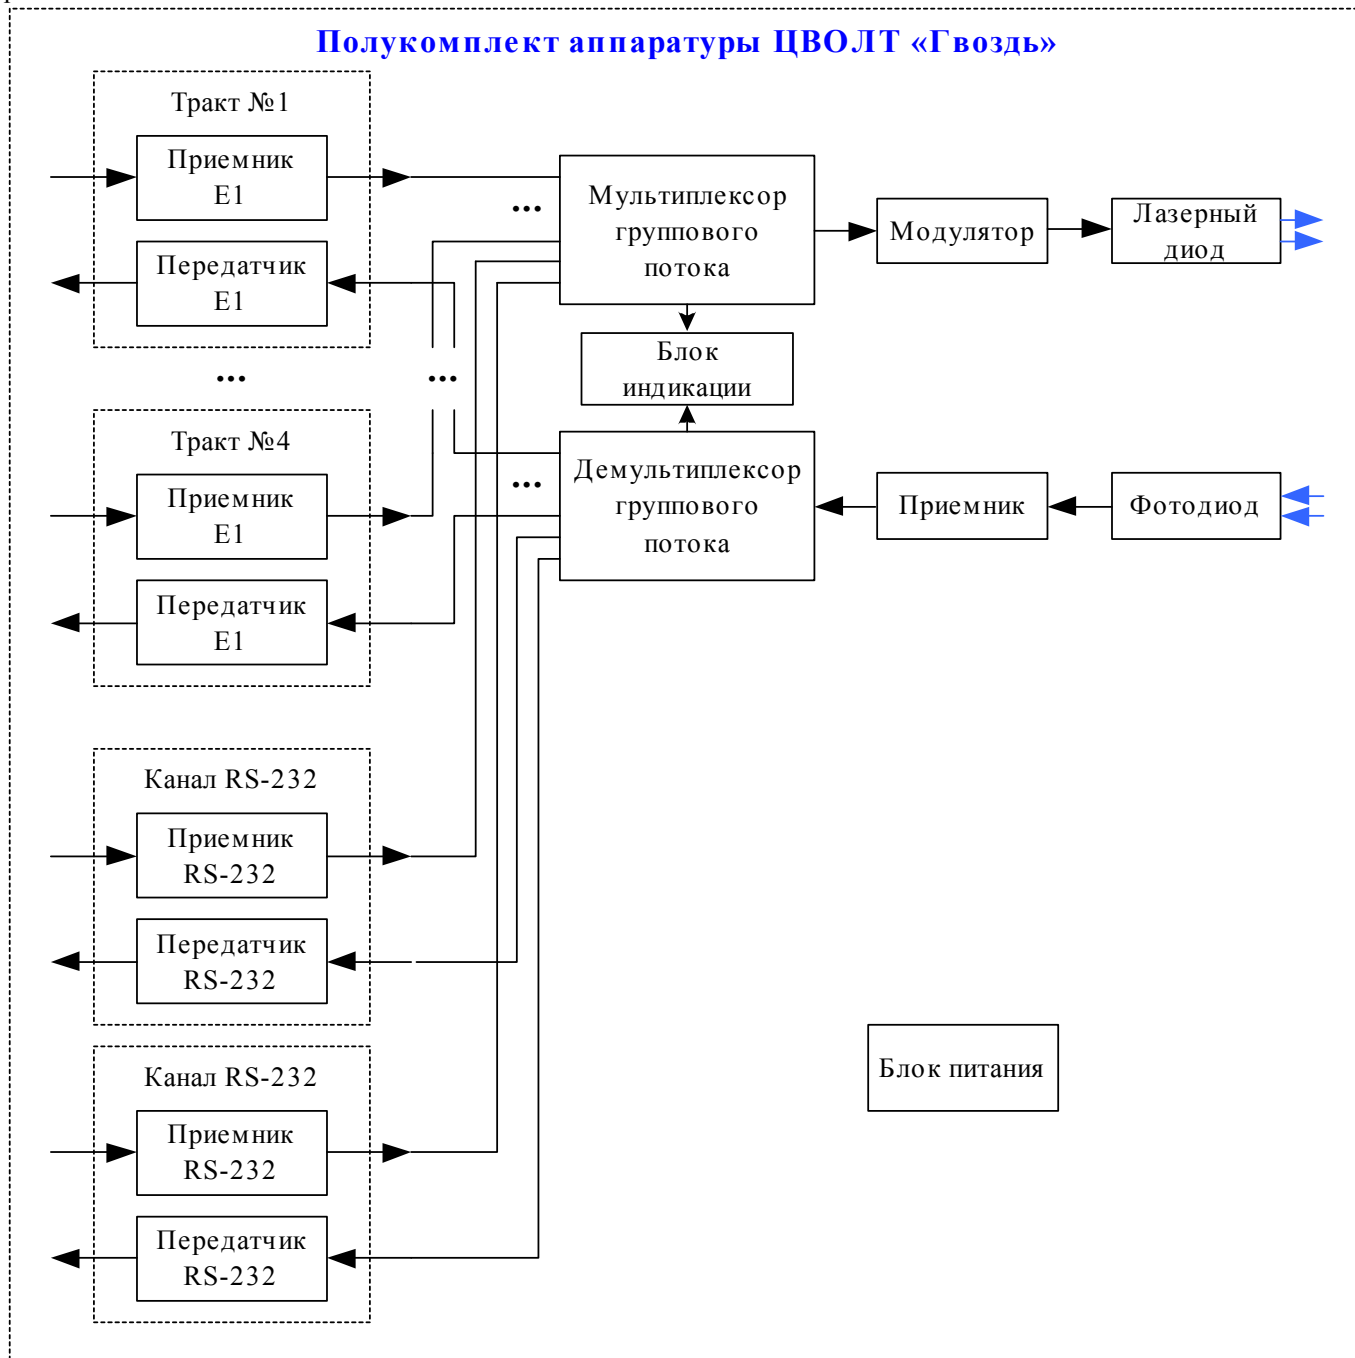 Полукомплект аппаратуры ЦВОЛТ «Гвоздь»
Тракт №1
Приемник
E1
Передатчик
E1
...
Тракт №4
Приемник
E1
Передатчик
E1
Канал RS-232
Приемник
RS-232
Передатчик
RS-232
Канал RS-232
Приемник
RS-232
Передатчик
RS-232
...
...
...
Мультиплексор
группового
потока
Блок
индикации
Демультиплексор
группового
потока
Модулятор
Лазерный
диод
Приемник
Фотодиод
Блок питания